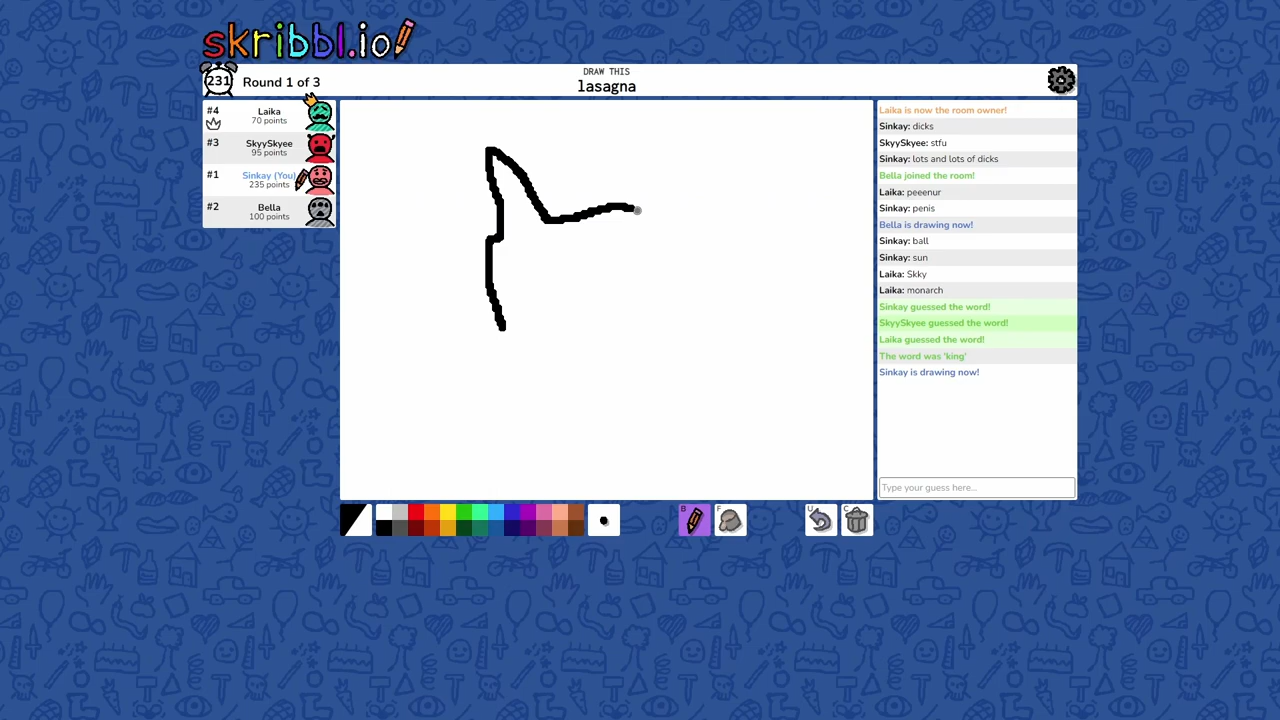 skribbl.io
231
Round 1 of 3
DRAW THIS
lasagna
#4
Laika
70 points
#3
SkyySkyee
95 points
#1
Sinkay (You)
235 points
#2
Bella
100 points
Laika is now the room owner!
Sinkay: dicks
SkyySkyee: stfu
Sinkay: lots and lots of dicks
Bella joined the room!
Laika: peeenur
Sinkay: penis
Bella is drawing now!
Sinkay: ball
Sinkay: sun
Laika: Skky
Laika: monarch
Sinkay guessed the word!
SkyySkyee guessed the word!
Laika guessed the word!
The word was 'king'
Sinkay is drawing now!
Type your guess here...
B
F
U
C